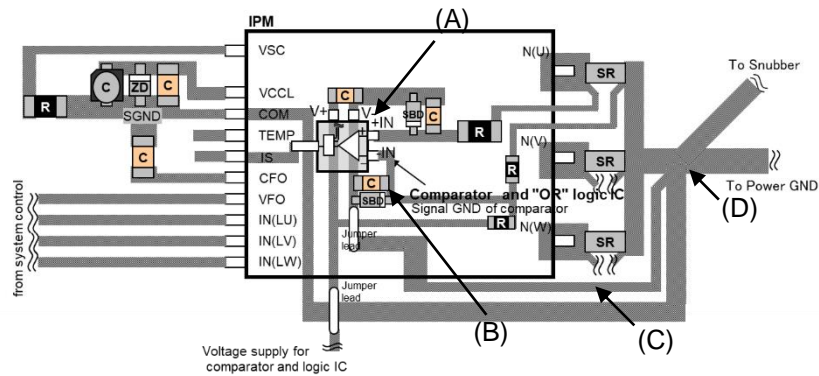 IPM
(A)
VSC
N(U)
SR
To Snubber
C
ZD
C
VCCL
C
V+
V-
SBD
C
R
SGND
COM
+IN
R
TEMP
N(V)
C
IS
-IN
SR
R
To Power GND
(D)
CFO
C
Comparator and "OR" logic IC
VFO
SBD
Signal GND of comparator
IN(LU)
R
N(W)
SR
IN(LV)
Jumper
lead
IN(LW)
from system control
Jumper
lead
(B)
(C)
Voltage supply for
comparator and logic IC